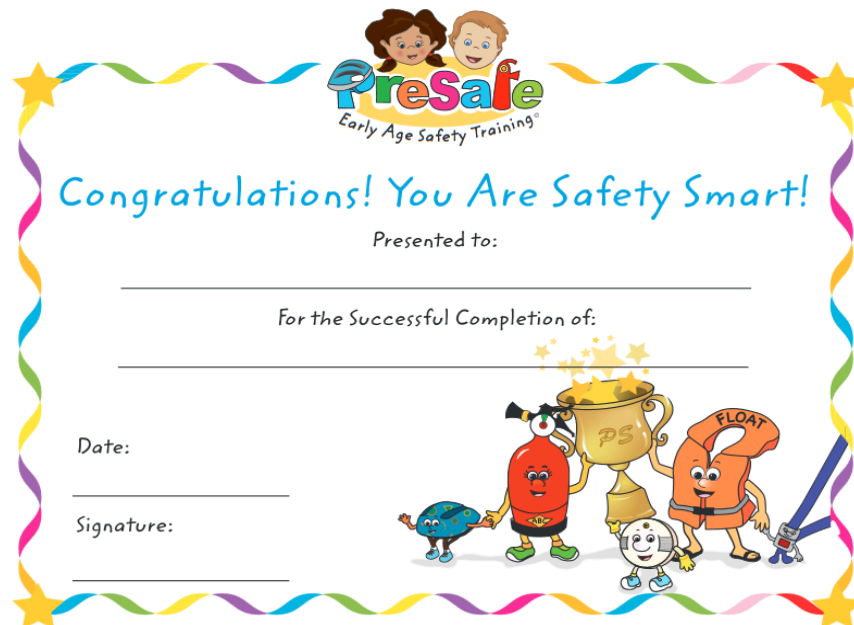 PreSafe
Early Age Safety Training©
Congratulations! You Are Safety Smart!
Presented to:
For the Successful Completion of:
PS
FLOAT
Date:
ABC
Signature: